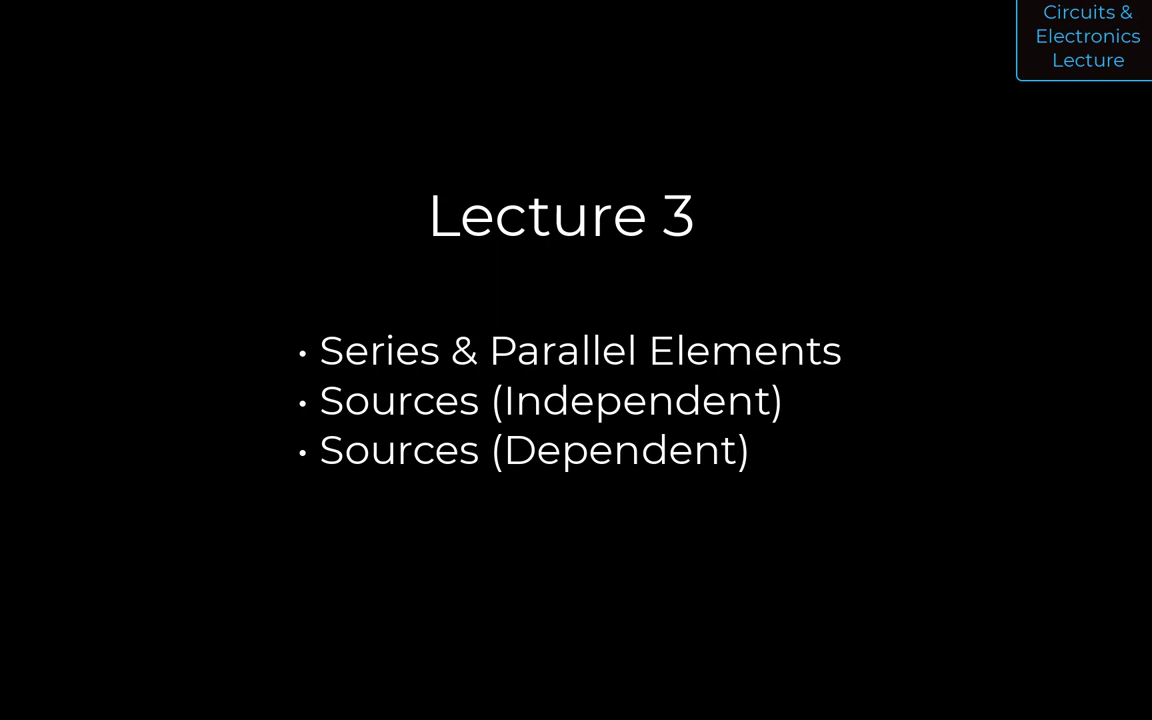 Circuits &
Electronics
Lecture
Lecture 3
• Series & Parallel Elements
• Sources (Independent)
• Sources (Dependent)